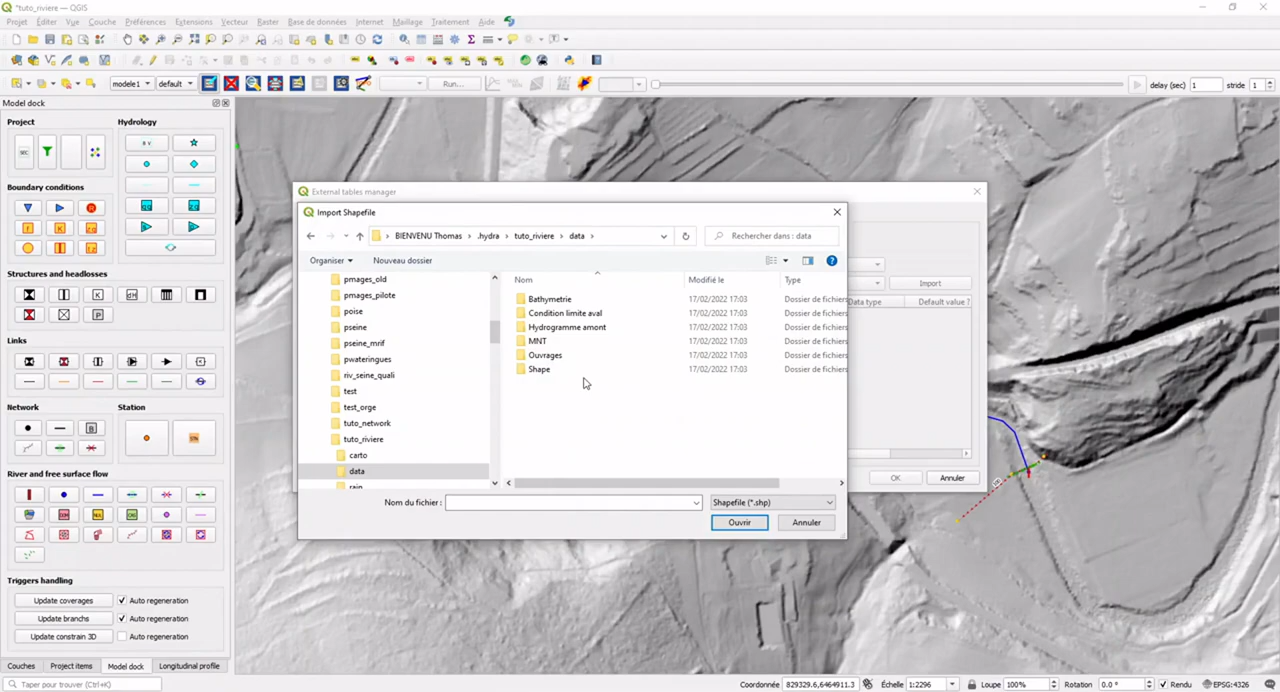 *tuto_riviere — QGIS
Projet Éditer Vue Couche Préférences Extensions Vecteur Raster Base de données Internet Maillage Traitement Aide
modele1 default Run... delay (sec) 1 stride 1
Model dock
Project Hydrology
Boundary conditions
Structures and headlosses
Links
Network Station
River and free surface flow
Triggers handling
Update coverages Auto regeneration
Update branchs Auto regeneration
Update constrain 3D Auto regeneration
Couches Project items Model dock Longitudinal profile
External tables manager
Import
Data type Default value ?
OK Annuler
Import Shapefile
BIENVENU Thomas > .hydra > tuto_riviere > data >
Rechercher dans : data
Organiser Nouveau dossier
pmages_old
pmages_pilote
poise
pseine
pseine_mrif
pwateringues
riv_seine_quali
test
test_orge
tuto_network
tuto_riviere
carto
data
rain
Nom Modifié le Type
Bathymetrie 17/02/2022 17:03 Dossier de fichiers
Condition limite aval 17/02/2022 17:03 Dossier de fichiers
Hydrogramme amont 17/02/2022 17:03 Dossier de fichiers
MNT 17/02/2022 17:03 Dossier de fichiers
Ouvrages 17/02/2022 17:03 Dossier de fichiers
Shape 17/02/2022 17:03 Dossier de fichiers
Nom du fichier : Shapefile (*.shp)
Ouvrir Annuler
Taper pour trouver (Ctrl+K) Coordonnée 829329.6,6464911.3 Échelle 1:2296 Loupe 100% Rotation 0.0 ° Rendu EPSG:4326